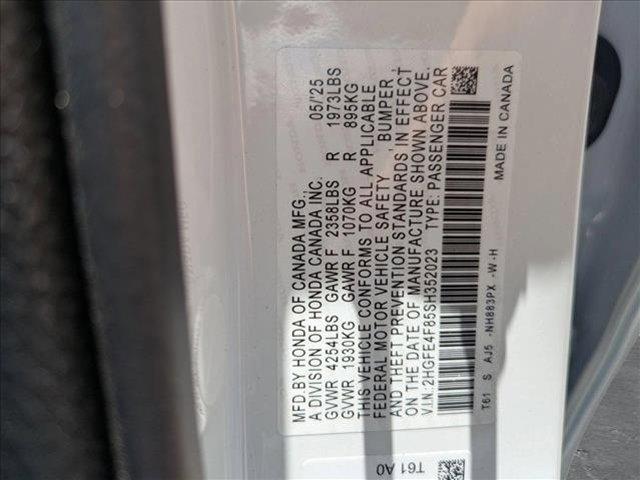 MFD.BY HONDA OF CANADA MFG., 05/'25
A DIVISION OF HONDA CANADA INC.
GVWR 4254LBS GAWR F 2358LBS R 1973LBS
GVWR 1930KG GAWR F 1070KG R 895KG
THIS VEHICLE CONFORMS TO ALL APPLICABLE
FEDERAL MOTOR VEHICLE SAFETY, BUMPER,
AND THEFT PREVENTION STANDARDS IN EFFECT
ON THE DATE OF MANUFACTURE SHOWN ABOVE.
V.I.N.:2HGFE4F85SH352023 TYPE:PASSENGER CAR
T61 S AJ5 -NH883PX -W-H
MADE IN CANADA
T61 A0